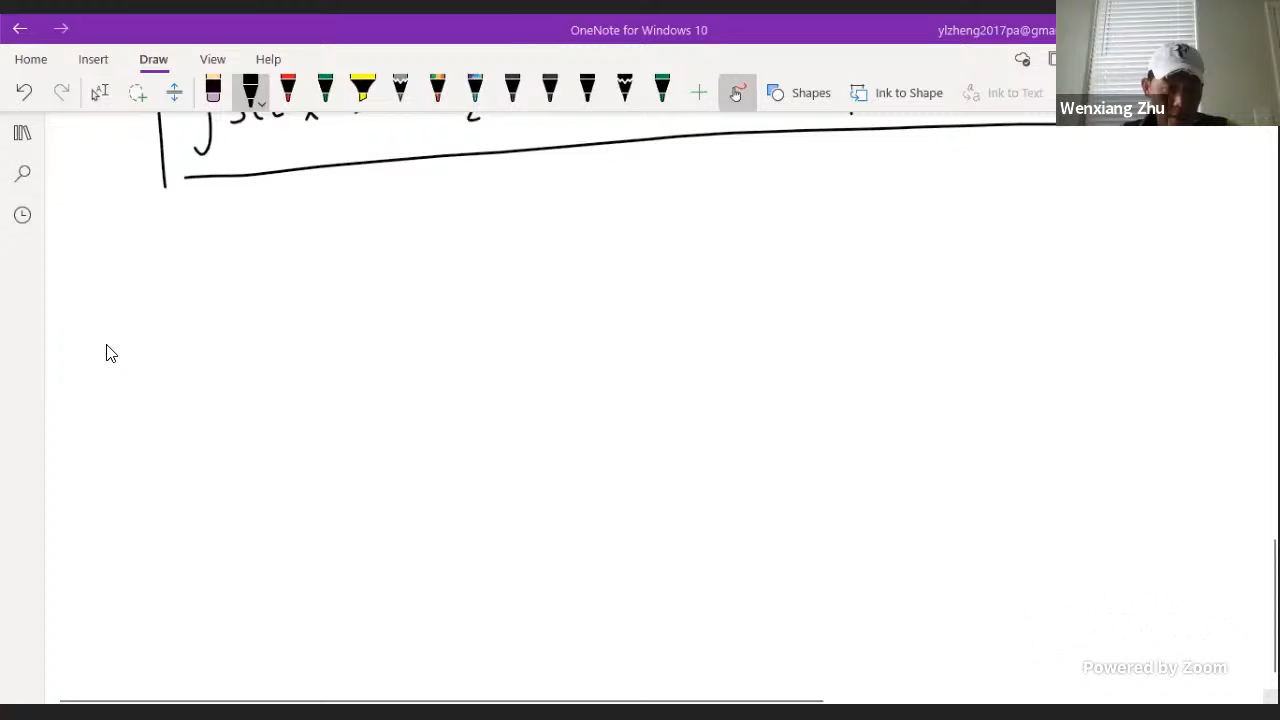 OneNote for Windows 10
ylzheng2017pa@gma
Home Insert Draw View Help
Shapes Ink to Shape Ink to Text
Wenxiang Zhu
Powered by Zoom